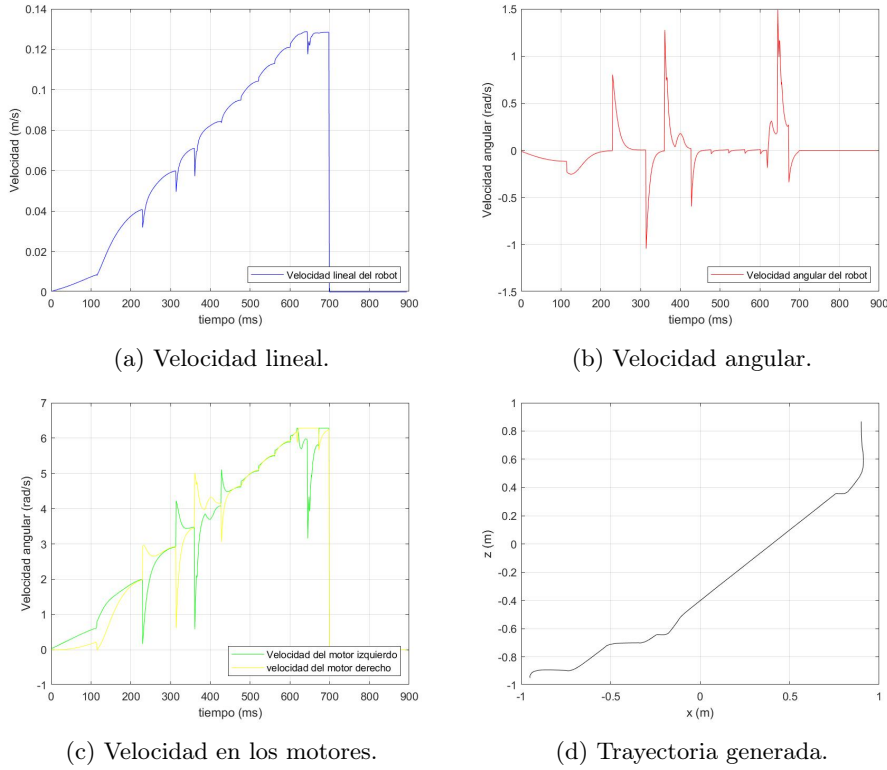 0.14
0.12
0.1
0.08
0.06
0.04
0.02
0
Velocidad (m/s)
0 100 200 300 400 500 600 700 800 900
tiempo (ms)
Velocidad lineal del robot
(a) Velocidad lineal.
1.5
1
0.5
0
-0.5
-1
-1.5
Velocidad angular (rad/s)
0 100 200 300 400 500 600 700 800 900
tiempo (ms)
Velocidad angular del robot
(b) Velocidad angular.
7
6
5
4
3
2
1
0
-1
Velocidad angular (rad/s)
0 100 200 300 400 500 600 700 800 900
tiempo (ms)
Velocidad del motor izquierdo
velocidad del motor derecho
(c) Velocidad en los motores.
1
0.8
0.6
0.4
0.2
0
-0.2
-0.4
-0.6
-0.8
-1
z (m)
-1 -0.5 0 0.5 1
x (m)
(d) Trayectoria generada.